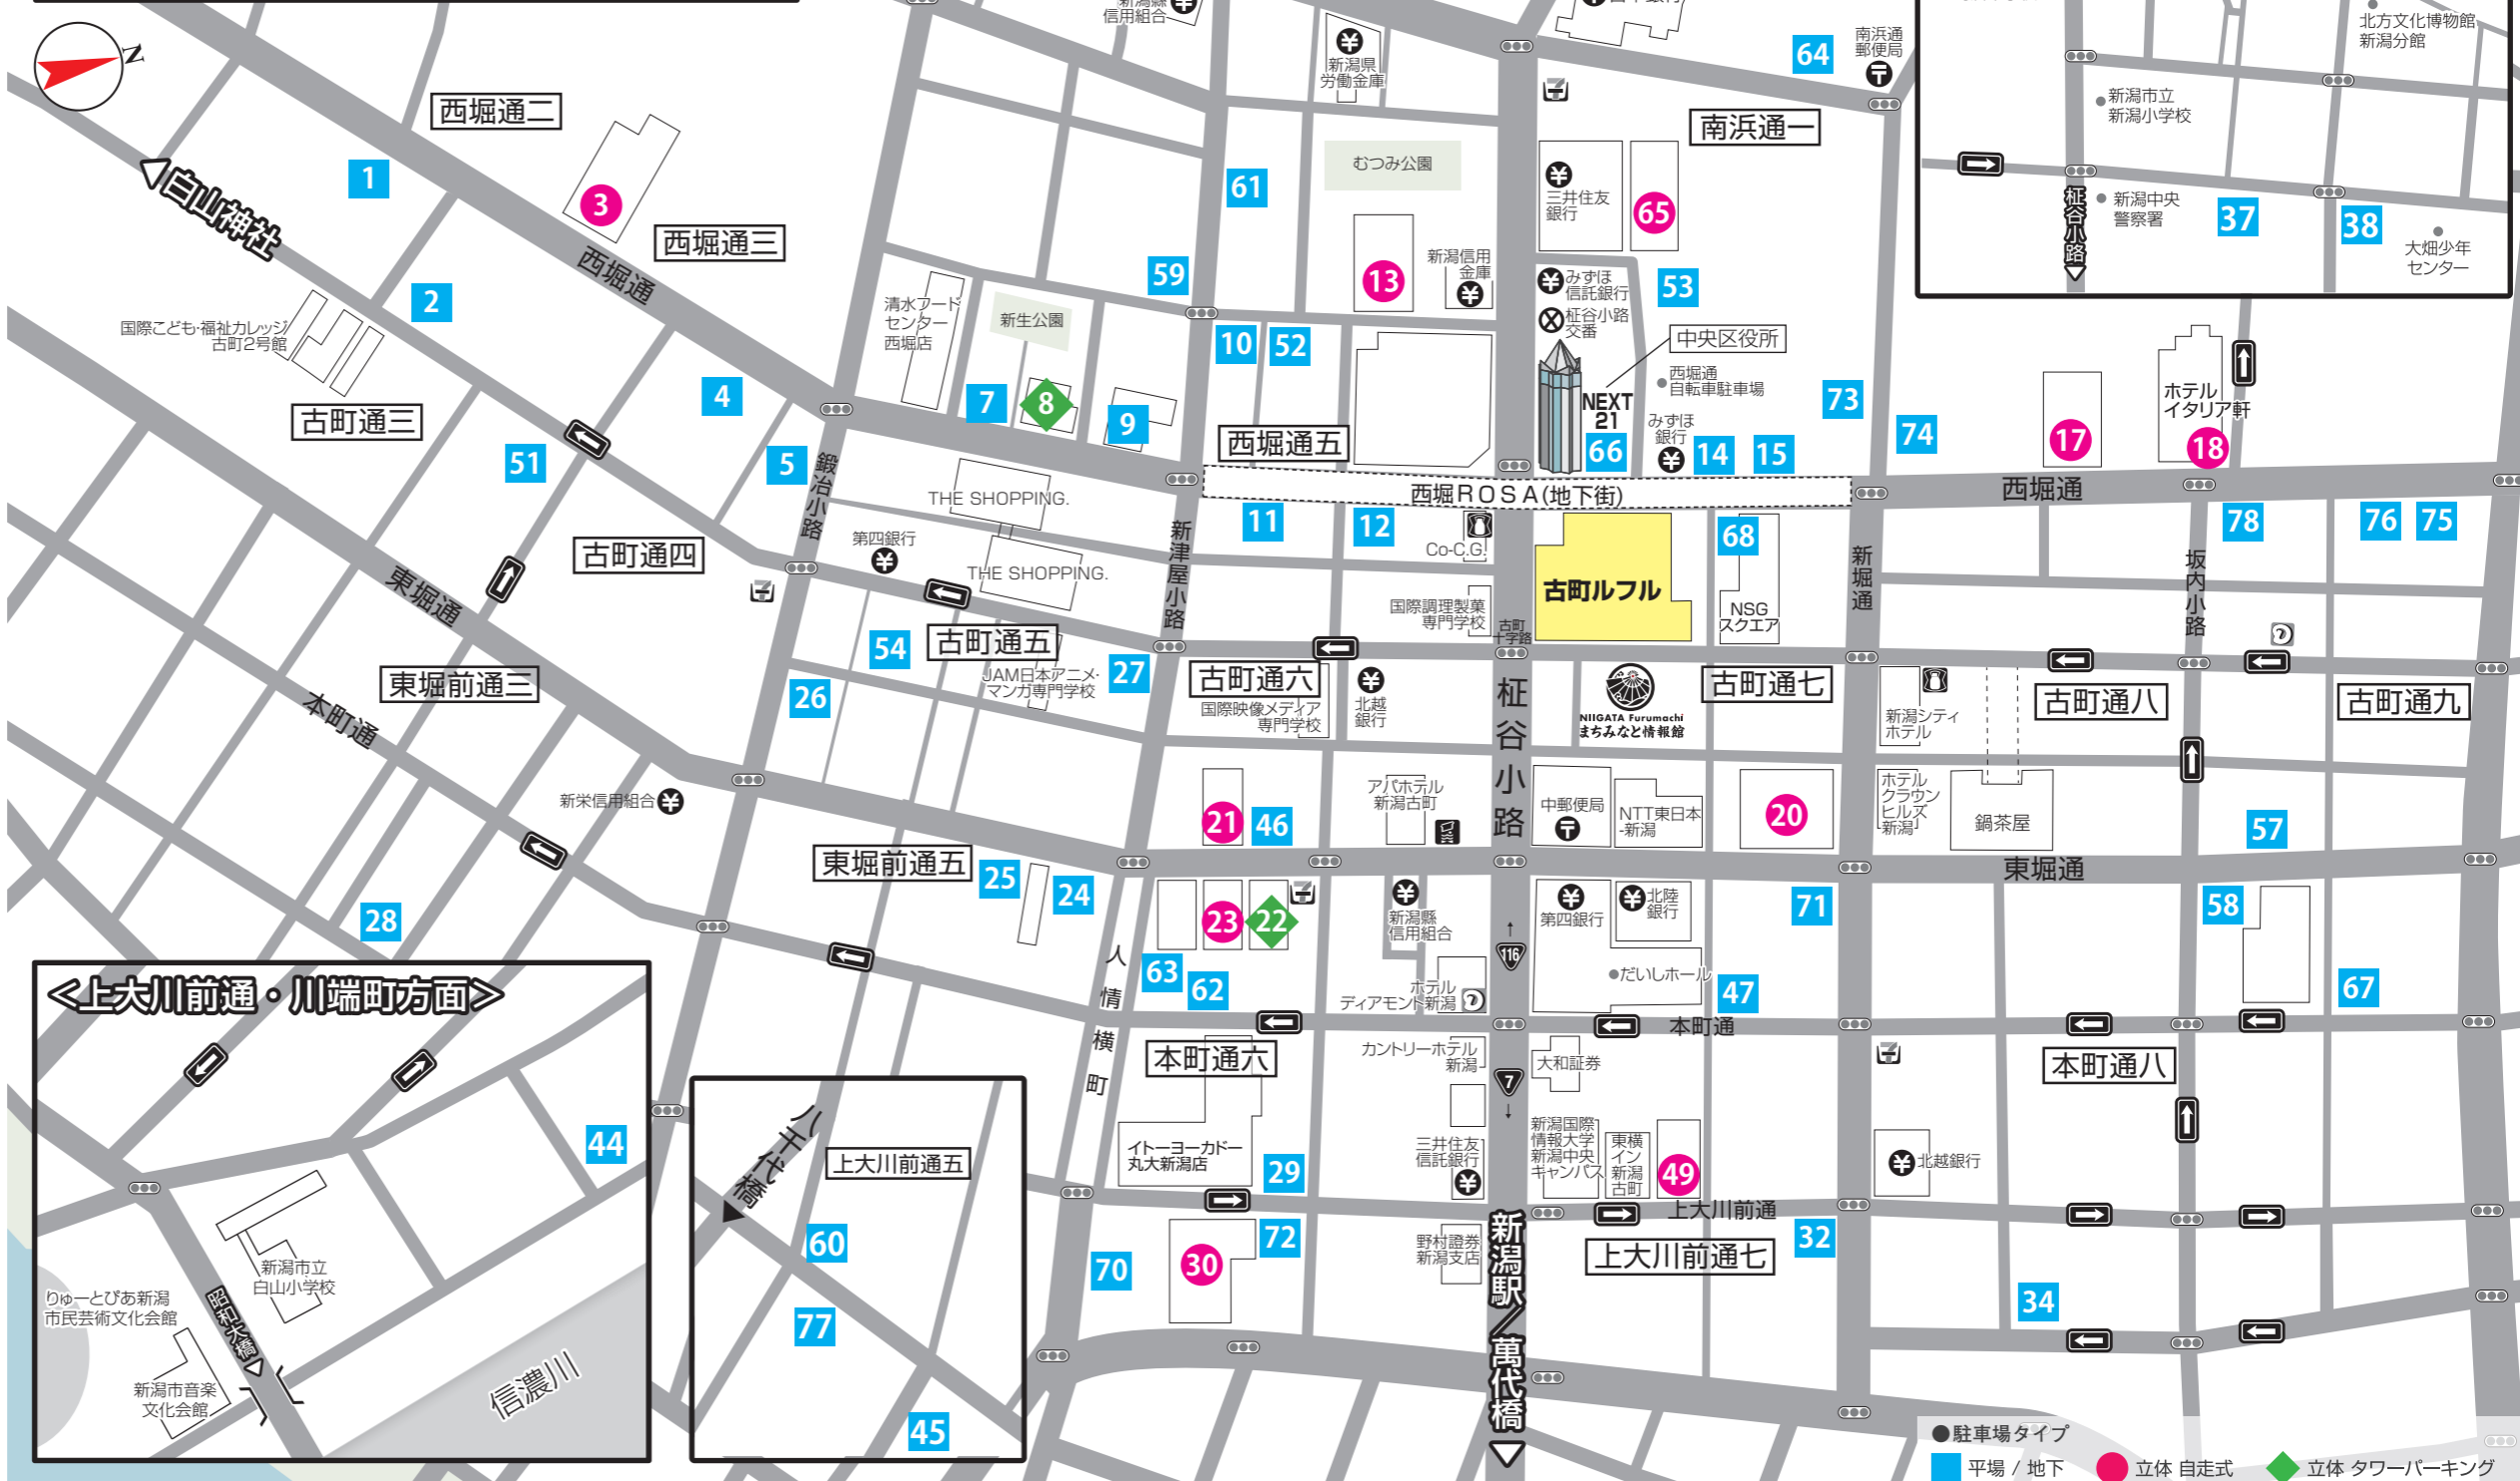 新潟縣
信用組合
N
西堀通二
1
3
白山神社
西堀通三
西堀通
2
国際こども・福祉カレッジ
古町2号館
古町通三
4
51
5
鍛冶小路
古町通四
東堀通
東堀前通三
本町通
新栄信用組合
28
清水フード
センター
西堀店
新生公園
7
8
9
59
THE SHOPPING.
第四銀行
THE SHOPPING.
新津屋小路
54
古町通五
JAM日本アニメ・
マンガ専門学校
27
26
東堀前通五
25
24
人情横町
新潟県
労働金庫
むつみ公園
61
13
新潟信用
金庫
10
52
西堀通五
西堀ROSA(地下街)
11
12
Co-C.G.
国際調理製菓
専門学校
古町
十字路
古町通六
国際映像メディア
専門学校
北越
銀行
21
46
アパホテル
新潟古町
23
22
新潟縣
信用組合
63
62
ホテル
ディアモント新潟
116
本町通六
カントリーホテル
新潟
7
イトーヨーカドー
丸大新潟店
29
三井住友
信託銀行
70
30
72
野村證券
新潟支店
新潟駅/萬代橋
64
南浜通
郵便局
南浜通一
三井住友
銀行
65
みずほ
信託銀行
53
柾谷小路
交番
中央区役所
西堀通
自転車駐車場
NEXT
21
66
みずほ
銀行
14
15
73
74
17
ホテル
イタリア軒
18
西堀通
古町ルフル
68
NSG
スクエア
新堀通
78
76
75
坂内小路
柾谷小路
NIIGATA Furumachi
まちみなと情報館
古町通七
新潟シティ
ホテル
古町通八
古町通九
中郵便局
NTT東日本
-新潟
20
ホテル
クラウン
ヒルズ
新潟
鍋茶屋
57
東堀通
第四銀行
北陸
銀行
71
58
だいしホール
47
67
本町通
大和証券
本町通八
新潟国際
情報大学
新潟中央
キャンパス
東横
イン
新潟
古町
49
北越銀行
上大川前通
32
上大川前通七
34
北方文化博物館
新潟分館
新潟市立
新潟小学校
新潟中央
警察署
柾谷小路
37
38
大畑少年
センター
<上大川前通・川端町方面>
44
新潟市立
白山小学校
りゅーとぴあ新潟
市民芸術文化会館
昭和大橋
新潟市音楽
文化会館
信濃川
八千代橋
上大川前通五
60
77
45
●駐車場タイプ
平場 / 地下
立体 自走式
立体 タワーパーキング